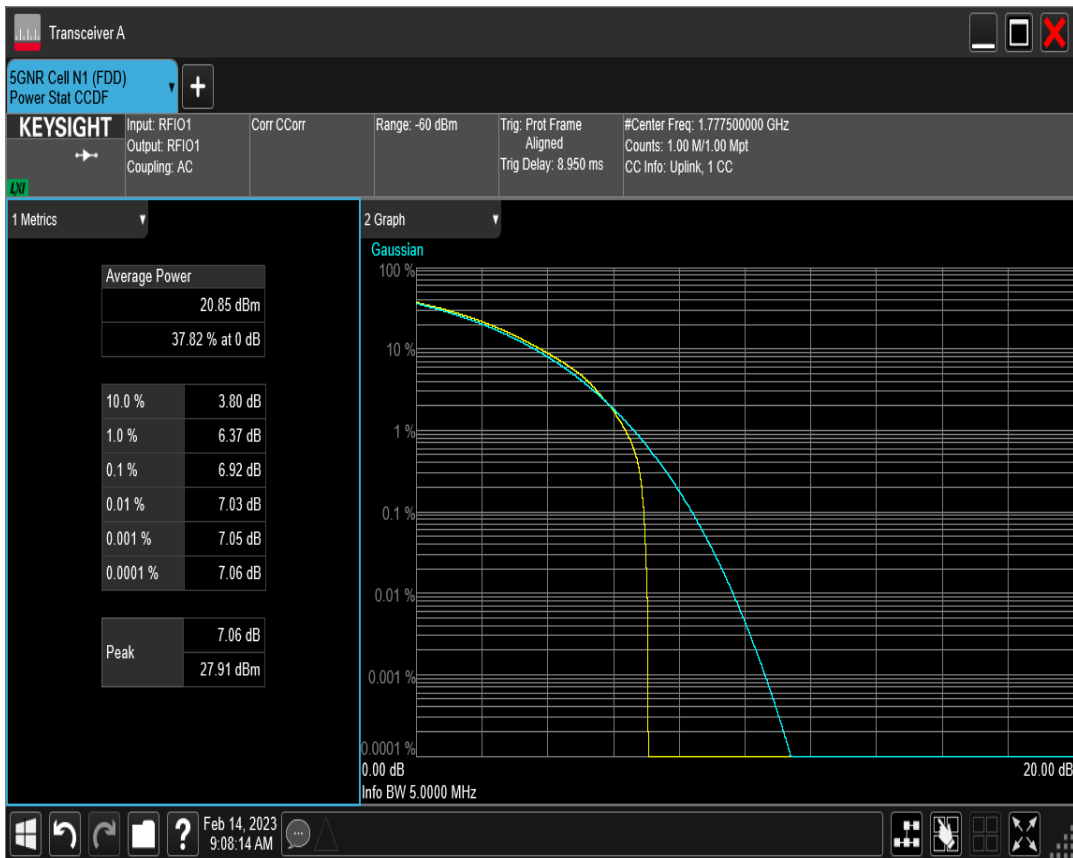 Transceiver A
5GNR Cell N1 (FDD)
Power Stat CCDF
+
KEYSIGHT
LXI
Input: RFIO1
Output: RFIO1
Coupling: AC
Corr CCorr
Range: -60 dBm
Trig: Prot Frame
Aligned
Trig Delay: 8.950 ms
#Center Freq: 1.777500000 GHz
Counts: 1.00 M/1.00 Mpt
CC Info: Uplink, 1 CC
1 Metrics
Average Power
20.85 dBm
37.82 % at 0 dB
10.0 % 3.80 dB
1.0 % 6.37 dB
0.1 % 6.92 dB
0.01 % 7.03 dB
0.001 % 7.05 dB
0.0001 % 7.06 dB
Peak
7.06 dB
27.91 dBm
2 Graph
Gaussian
100 %
10 %
1 %
0.1 %
0.01 %
0.001 %
0.0001 %
0.00 dB 20.00 dB
Info BW 5.0000 MHz
?
Feb 14, 2023
9:08:14 AM